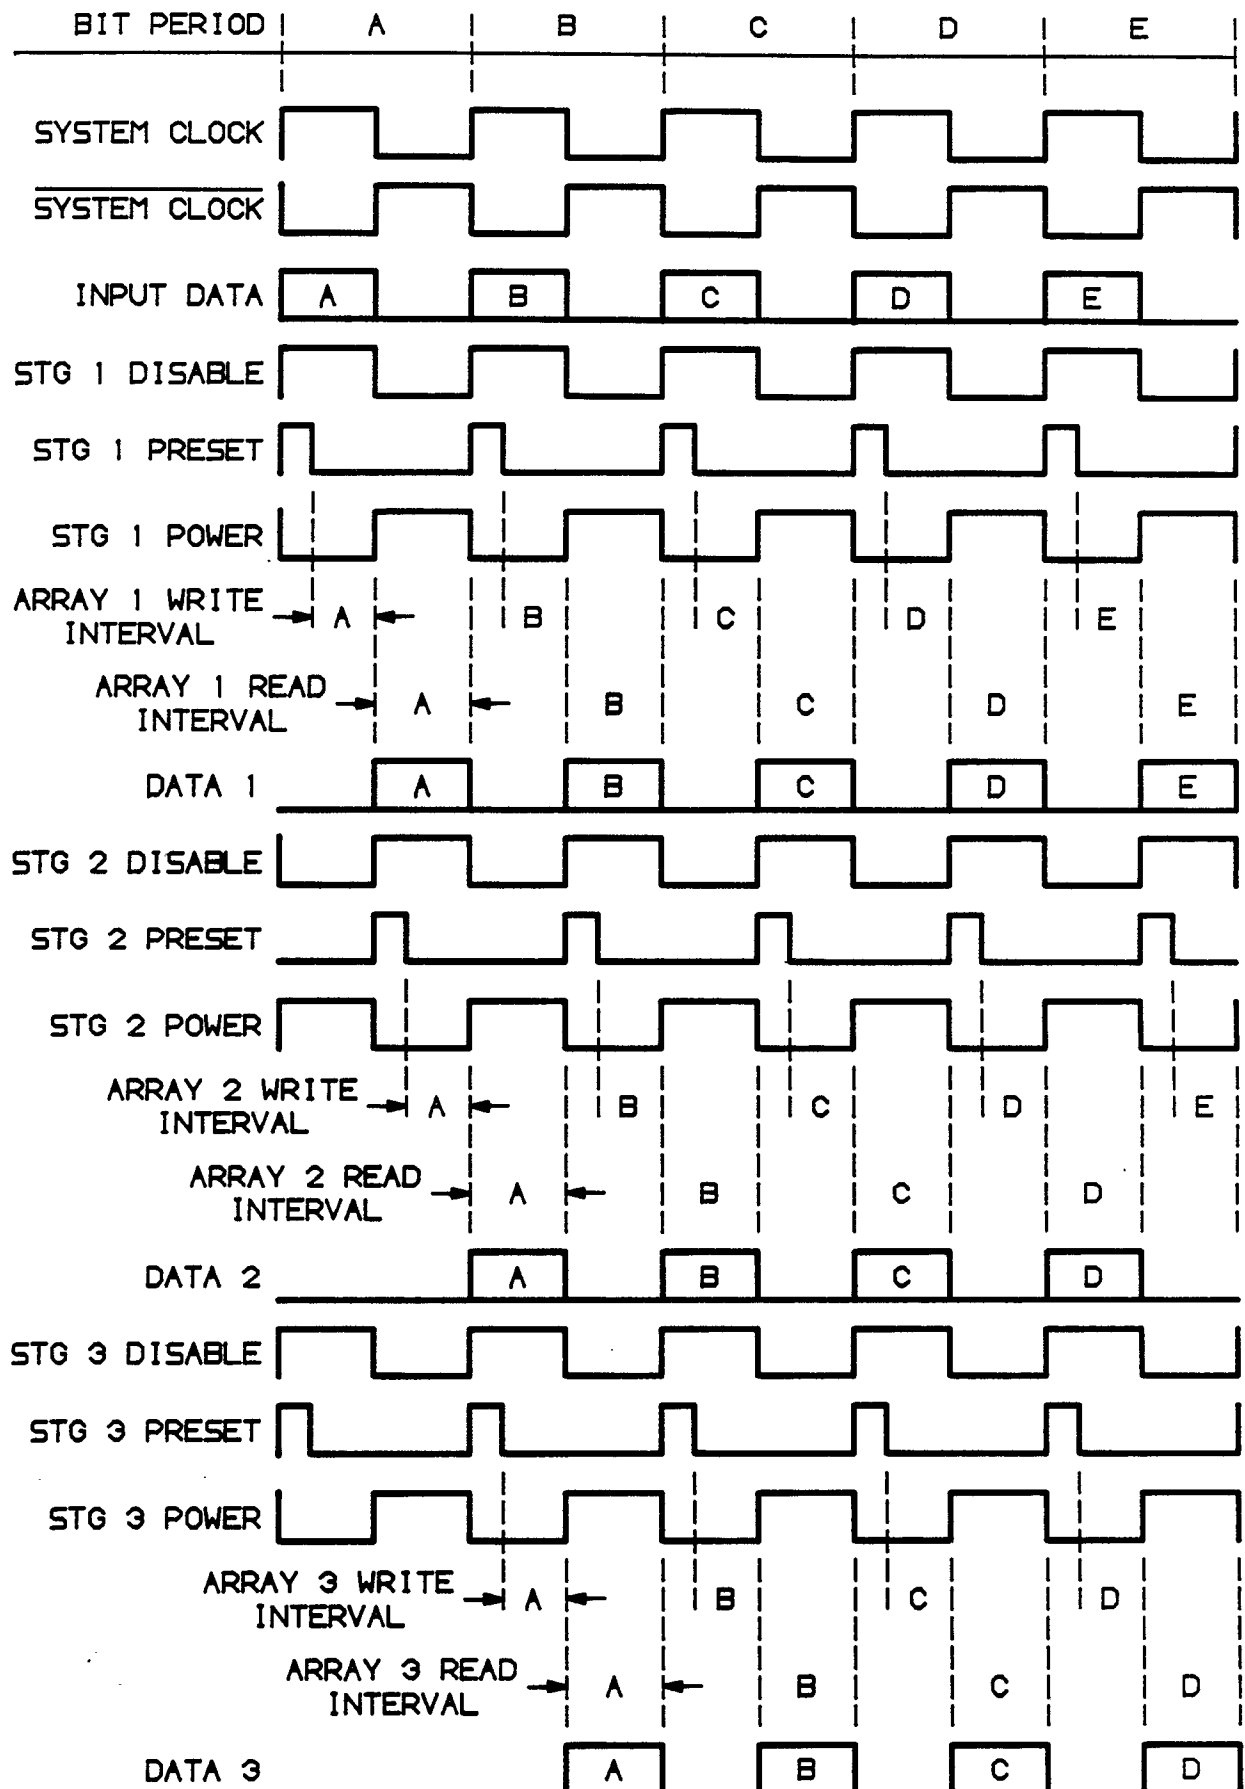 BIT PERIOD A B C D E
SYSTEM CLOCK
SYSTEM CLOCK
INPUT DATA A B C D E
STG 1 DISABLE
STG 1 PRESET
STG 1 POWER
ARRAY 1 WRITE
INTERVAL A B C D E
ARRAY 1 READ
INTERVAL A B C D E
DATA 1 A B C D E
STG 2 DISABLE
STG 2 PRESET
STG 2 POWER
ARRAY 2 WRITE
INTERVAL A B C D E
ARRAY 2 READ
INTERVAL A B C D
DATA 2 A B C D
STG 3 DISABLE
STG 3 PRESET
STG 3 POWER
ARRAY 3 WRITE
INTERVAL A B C D
ARRAY 3 READ
INTERVAL A B C D
DATA 3 A B C D